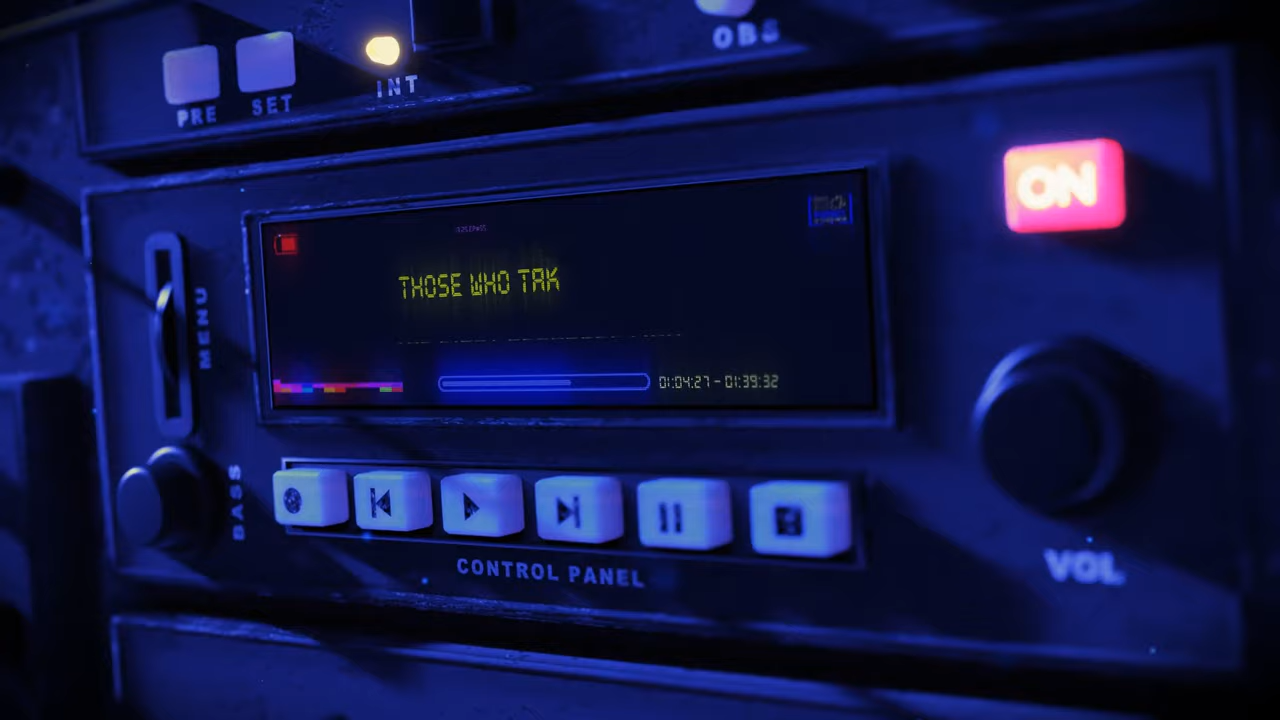 PRE
SET
INT
OBS
ON
THOSE WHO TAK
01:04:27 - 01:39:32
MENU
BASS
CONTROL PANEL
VOL